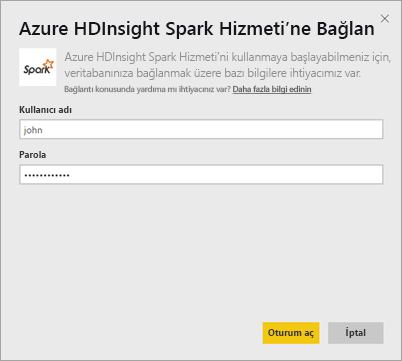 Azure HDInsight Spark Hizmeti’ne Bağlan
Spark
Azure HDInsight Spark Hizmeti’ni kullanmaya başlayabilmeniz için,
veritabanınıza bağlanmak üzere bazı bilgilere ihtiyacımız var.
Bağlantı konusunda yardıma mı ihtiyacınız var? Daha fazla bilgi edinin
Kullanıcı adı
john
Parola
••••••••••••
Oturum aç
İptal